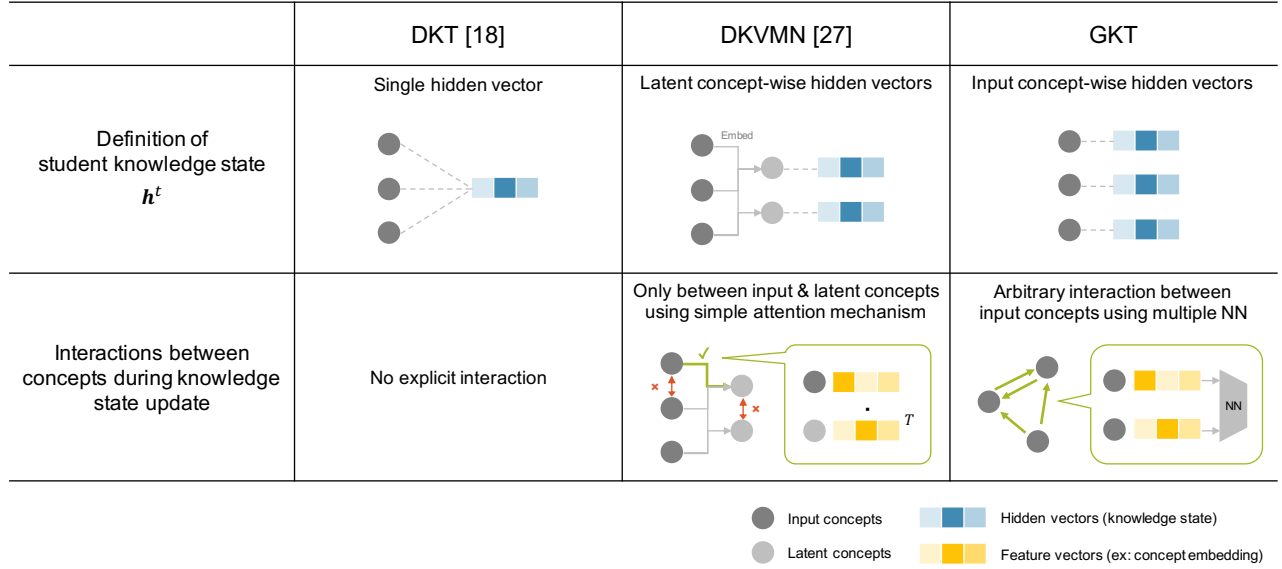 DKT [18]
DKVMN [27]
GKT
Definition of
student knowledge state
h^t
Single hidden vector
Latent concept-wise hidden vectors
Embed
Input concept-wise hidden vectors
Interactions between
concepts during knowledge
state update
No explicit interaction
Only between input & latent concepts
using simple attention mechanism
T
Arbitrary interaction between
input concepts using multiple NN
NN
Input concepts
Hidden vectors (knowledge state)
Latent concepts
Feature vectors (ex: concept embedding)